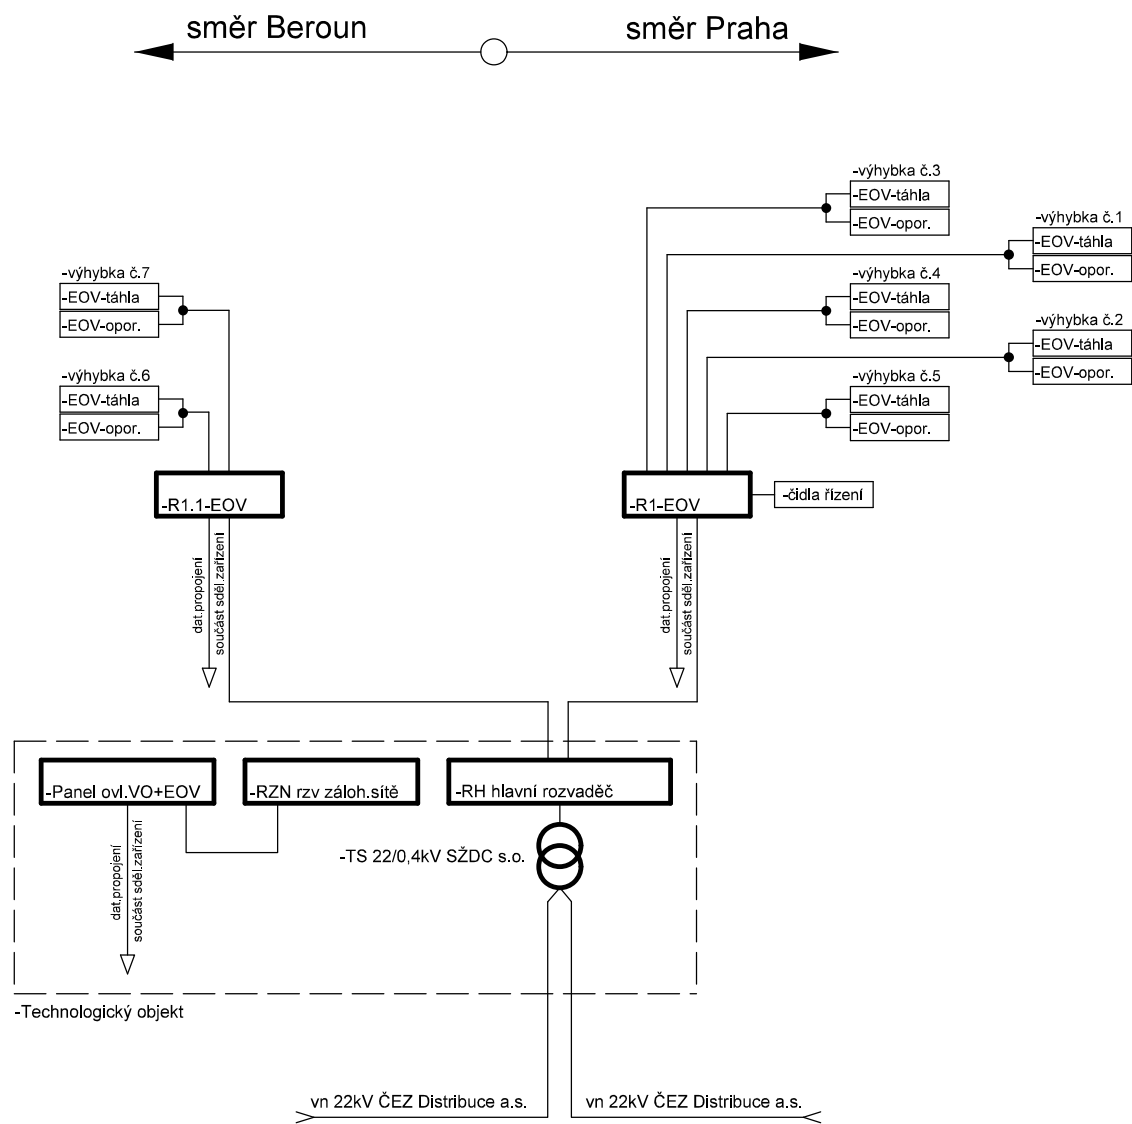 směr Beroun
směr Praha
-výhybka č.3
-EOV-táhla
-EOV-opor.
-výhybka č.1
-EOV-táhla
-EOV-opor.
-výhybka č.7
-EOV-táhla
-EOV-opor.
-výhybka č.4
-EOV-táhla
-EOV-opor.
-výhybka č.2
-EOV-táhla
-EOV-opor.
-výhybka č.6
-EOV-táhla
-EOV-opor.
-výhybka č.5
-EOV-táhla
-EOV-opor.
-R1.1-EOV
-R1-EOV
-čidla řízení
dat.propojení
součást sděl.zařízení
dat.propojení
součást sděl.zařízení
-Panel ovl.VO+EOV
-RZN rzv záloh.sítě
-RH hlavní rozvaděč
-TS 22/0,4kV SŽDC s.o.
dat.propojení
součást sděl.zařízení
-Technologický objekt
vn 22kV ČEZ Distribuce a.s.
vn 22kV ČEZ Distribuce a.s.